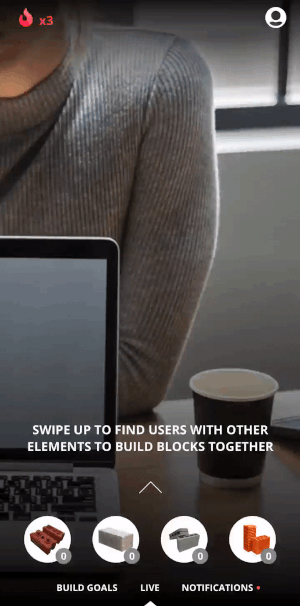 x3
SWIPE UP TO FIND USERS WITH OTHER
ELEMENTS TO BUILD BLOCKS TOGETHER
0 0 0 0
BUILD GOALS LIVE NOTIFICATIONS